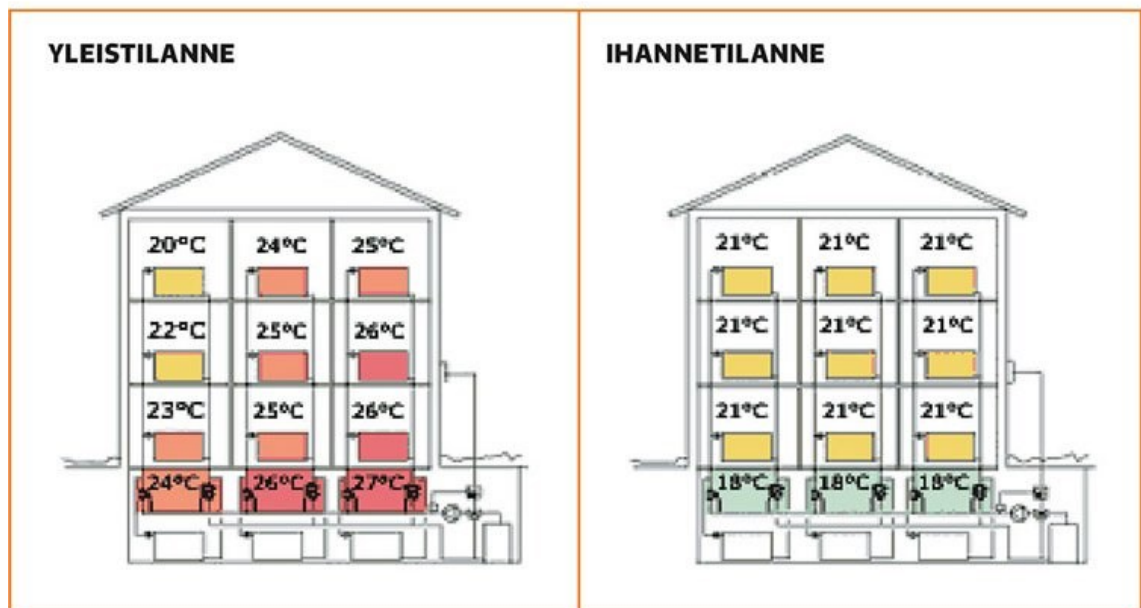 YLEISTILANNE
20°C 24°C 25°C
22°C 25°C 26°C
23°C 25°C 26°C
24°C 26°C 27°C
IHANNETILANNE
21°C 21°C 21°C
21°C 21°C 21°C
21°C 21°C 21°C
18°C 18°C 18°C